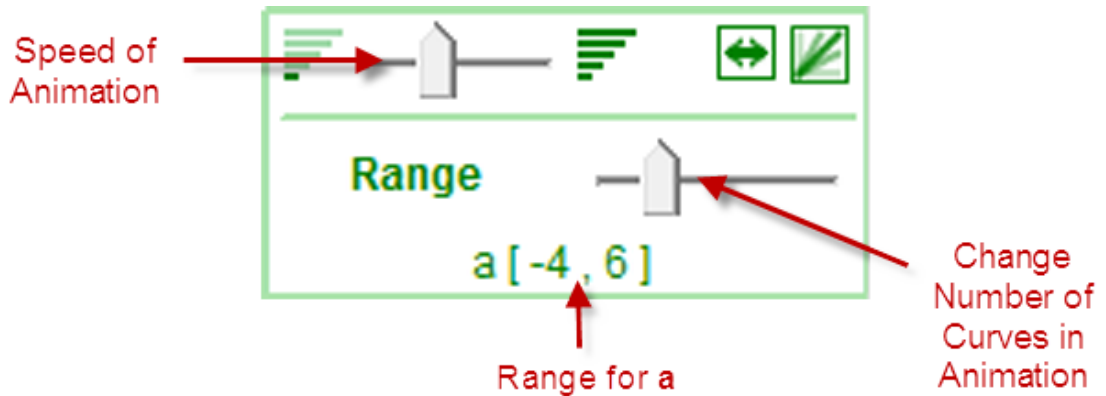 Speed of
Animation
Range
a [ -4 , 6 ]
Change
Number of
Curves in
Animation
Range for a